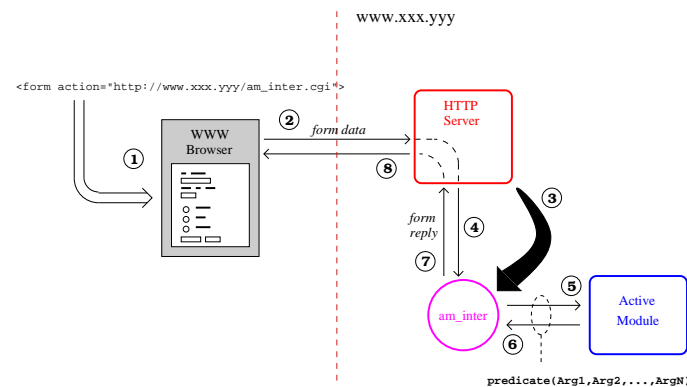 www.xxx.yyy
<form action="http://www.xxx.yyy/am_inter.cgi">
HTTP
Server
2
form data
WWW
Browser
1
8
3
form
reply
4
7
5
am_inter
Active
Module
6
predicate(Arg1,Arg2,...,ArgN)